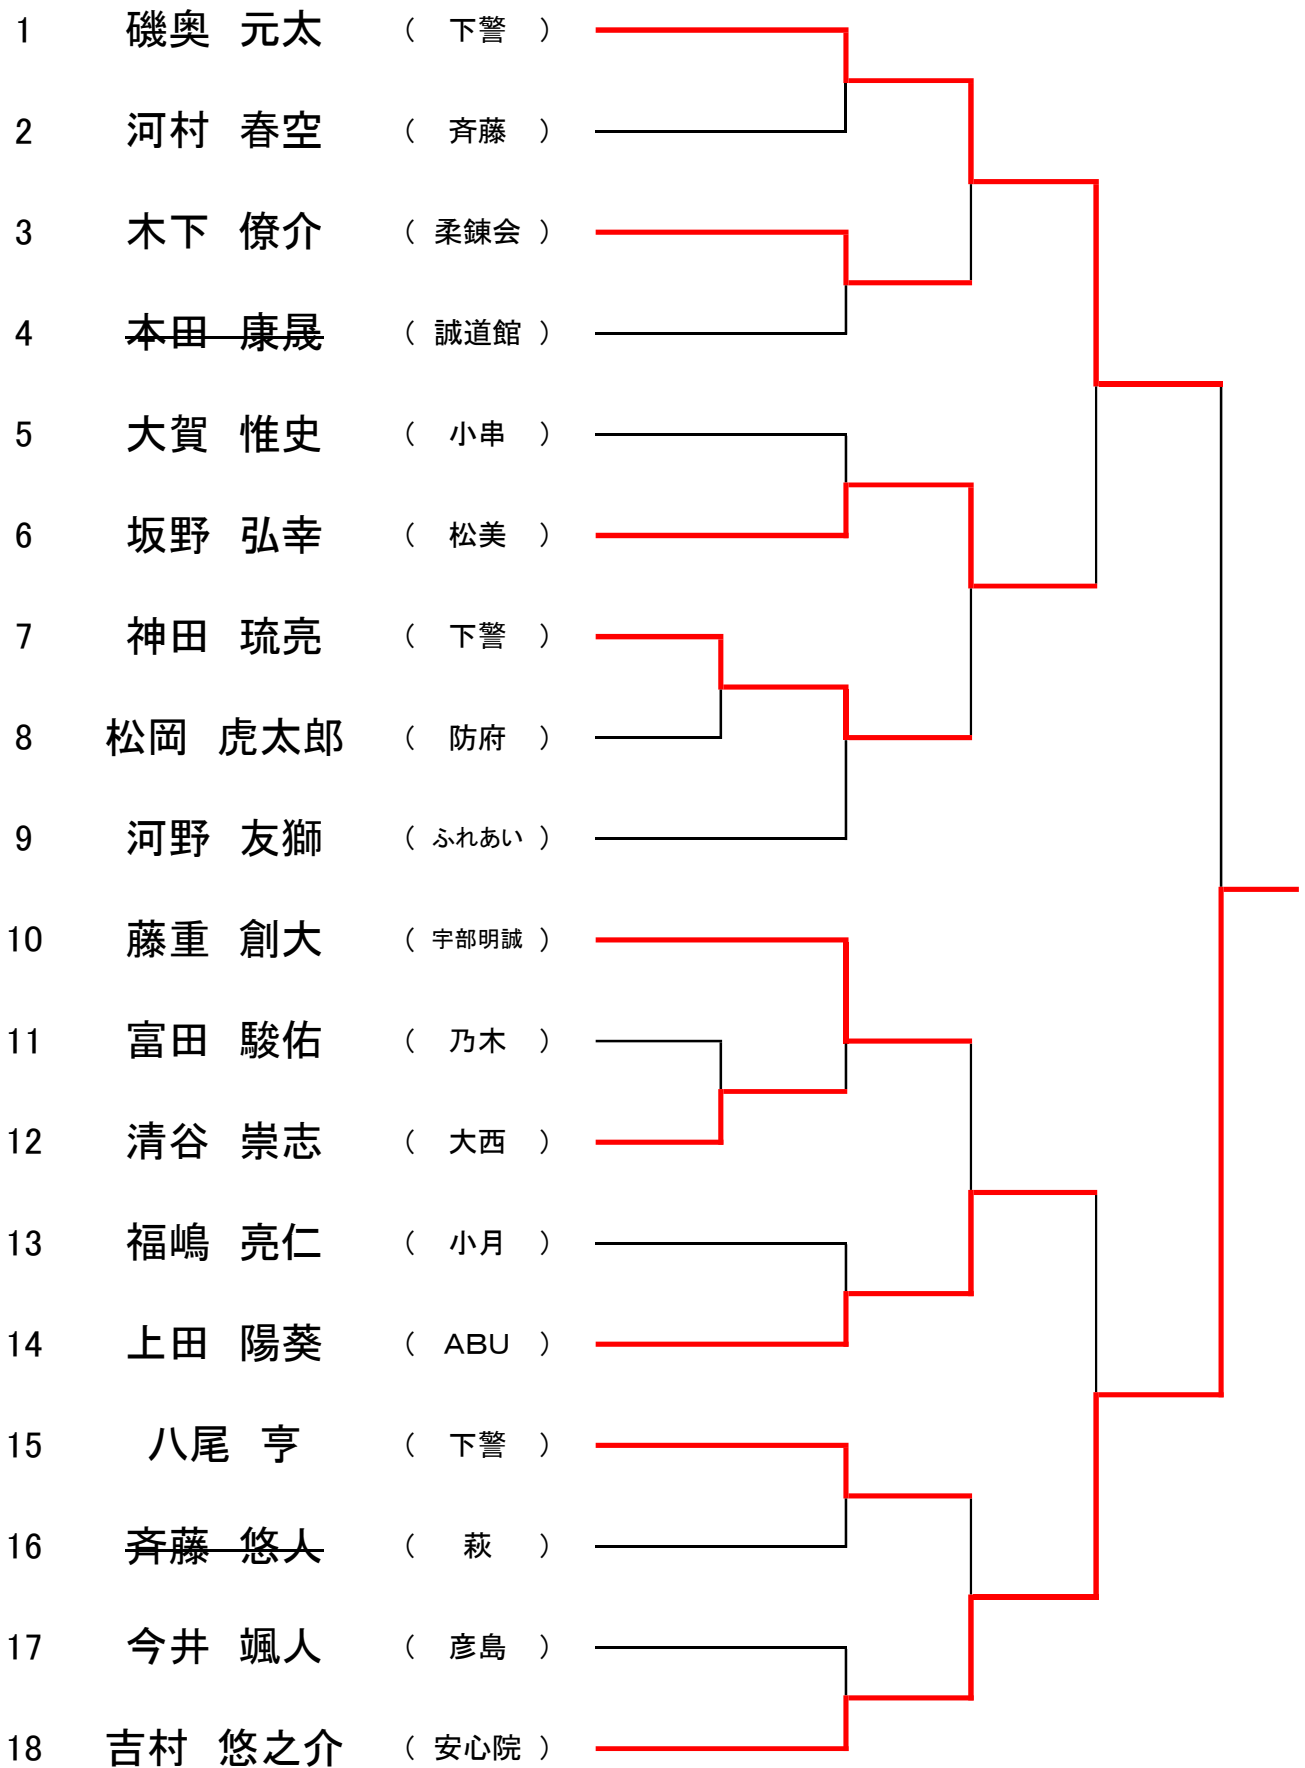 1 磯奥 元太 ( 下警 )
2 河村 春空 ( 斉藤 )
3 木下 僚介 ( 柔錬会 )
4 本田 康晟 ( 誠道館 )
5 大賀 惟史 ( 小串 )
6 坂野 弘幸 ( 松美 )
7 神田 琉亮 ( 下警 )
8 松岡 虎太郎 ( 防府 )
9 河野 友獅 ( ふれあい )
10 藤重 創大 ( 宇部明誠 )
11 富田 駿佑 ( 乃木 )
12 清谷 崇志 ( 大西 )
13 福嶋 亮仁 ( 小月 )
14 上田 陽葵 ( ABU )
15 八尾 亨 ( 下警 )
16 斉藤 悠人 ( 萩 )
17 今井 颯人 ( 彦島 )
18 吉村 悠之介 ( 安心院 )